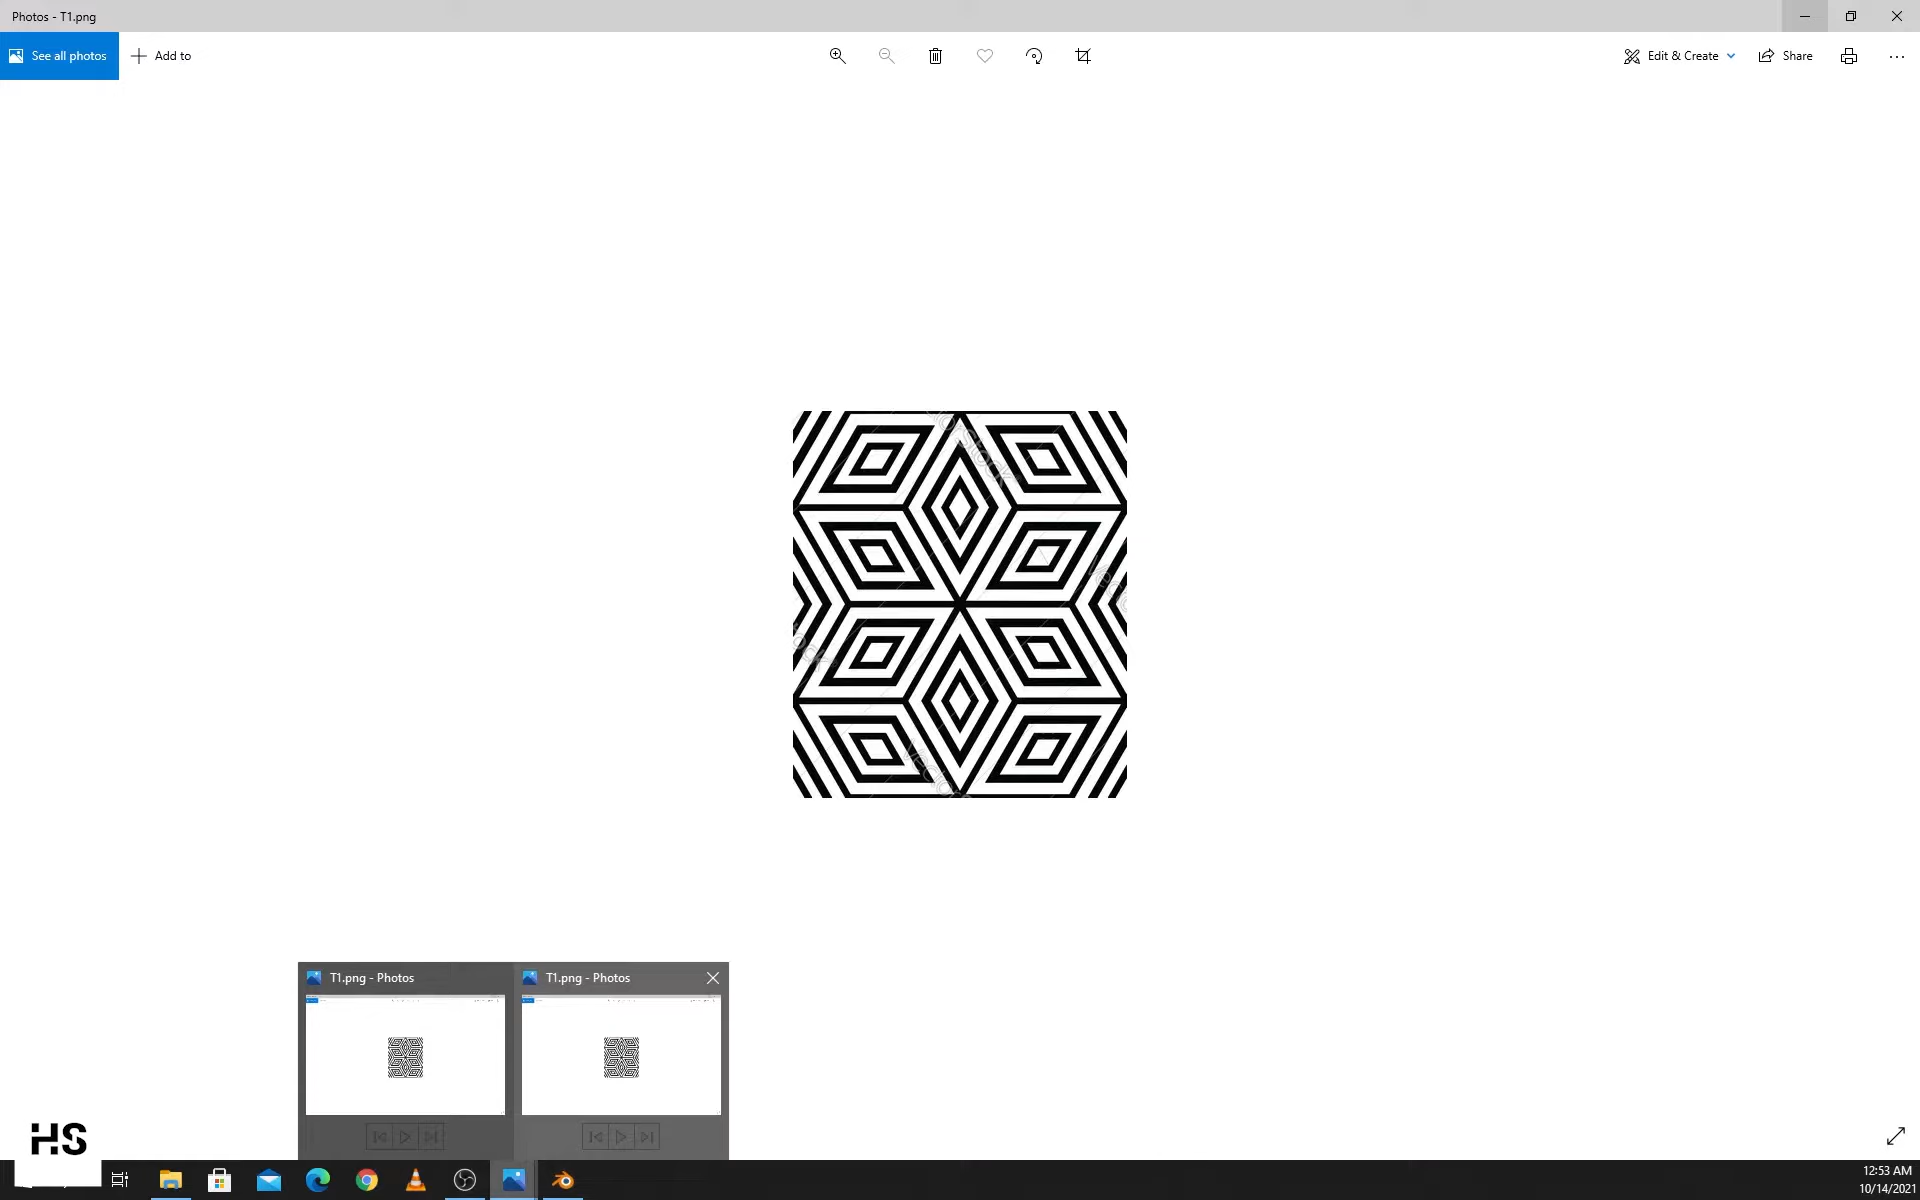 Photos - T1.png
See all photos
Add to
Edit & Create
Share
T1.png - Photos
T1.png - Photos
HS
12:53 AM
10/14/2021